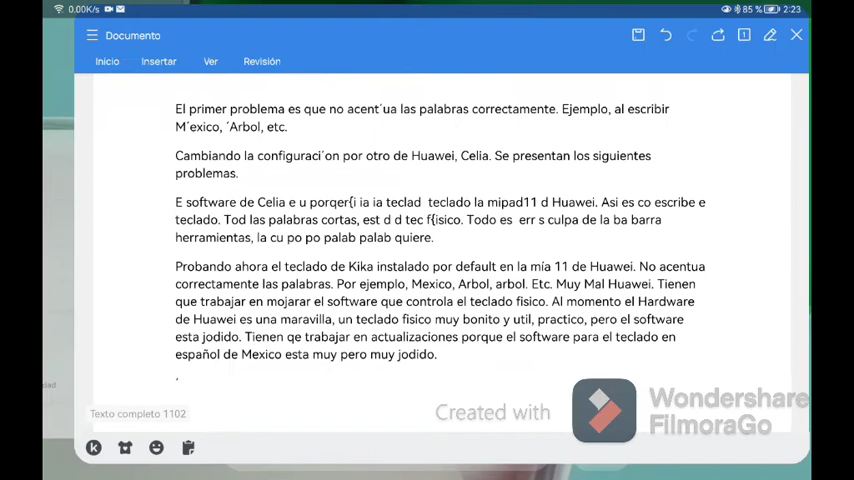 0.00K/s
85 %
2:23
Documento
1
Inicio
Insertar
Ver
Revisión
El primer problema es que no acent´ua las palabras correctamente. Ejemplo, al escribir
M´exico, ´Arbol, etc.
Cambiando la configuraci´on por otro de Huawei, Celia. Se presentan los siguientes
problemas.
E software de Celia e u porqer{i ia ia teclad  teclado la mipad11 d Huawei. Asi es co escribe e
teclado. Tod las palabras cortas, est d d tec f{isico. Todo es  err s culpa de la ba barra
herramientas, la cu po po palab palab quiere.
Probando ahora el teclado de Kika instalado por default en la mía 11 de Huawei. No acentua
correctamente las palabras. Por ejemplo, Mexico, Arbol, arbol. Etc. Muy Mal Huawei. Tienen
que trabajar en mojarar el software que controla el teclado fisico. Al momento el Hardware
de Huawei es una maravilla, un teclado fisico muy bonito y util, practico, pero el software
esta jodido. Tienen qe trabajar en actualizaciones porque el software para el teclado en
español de Mexico esta muy pero muy jodido.
´
Texto completo 1102
Created with
Wondershare
FilmoraGo